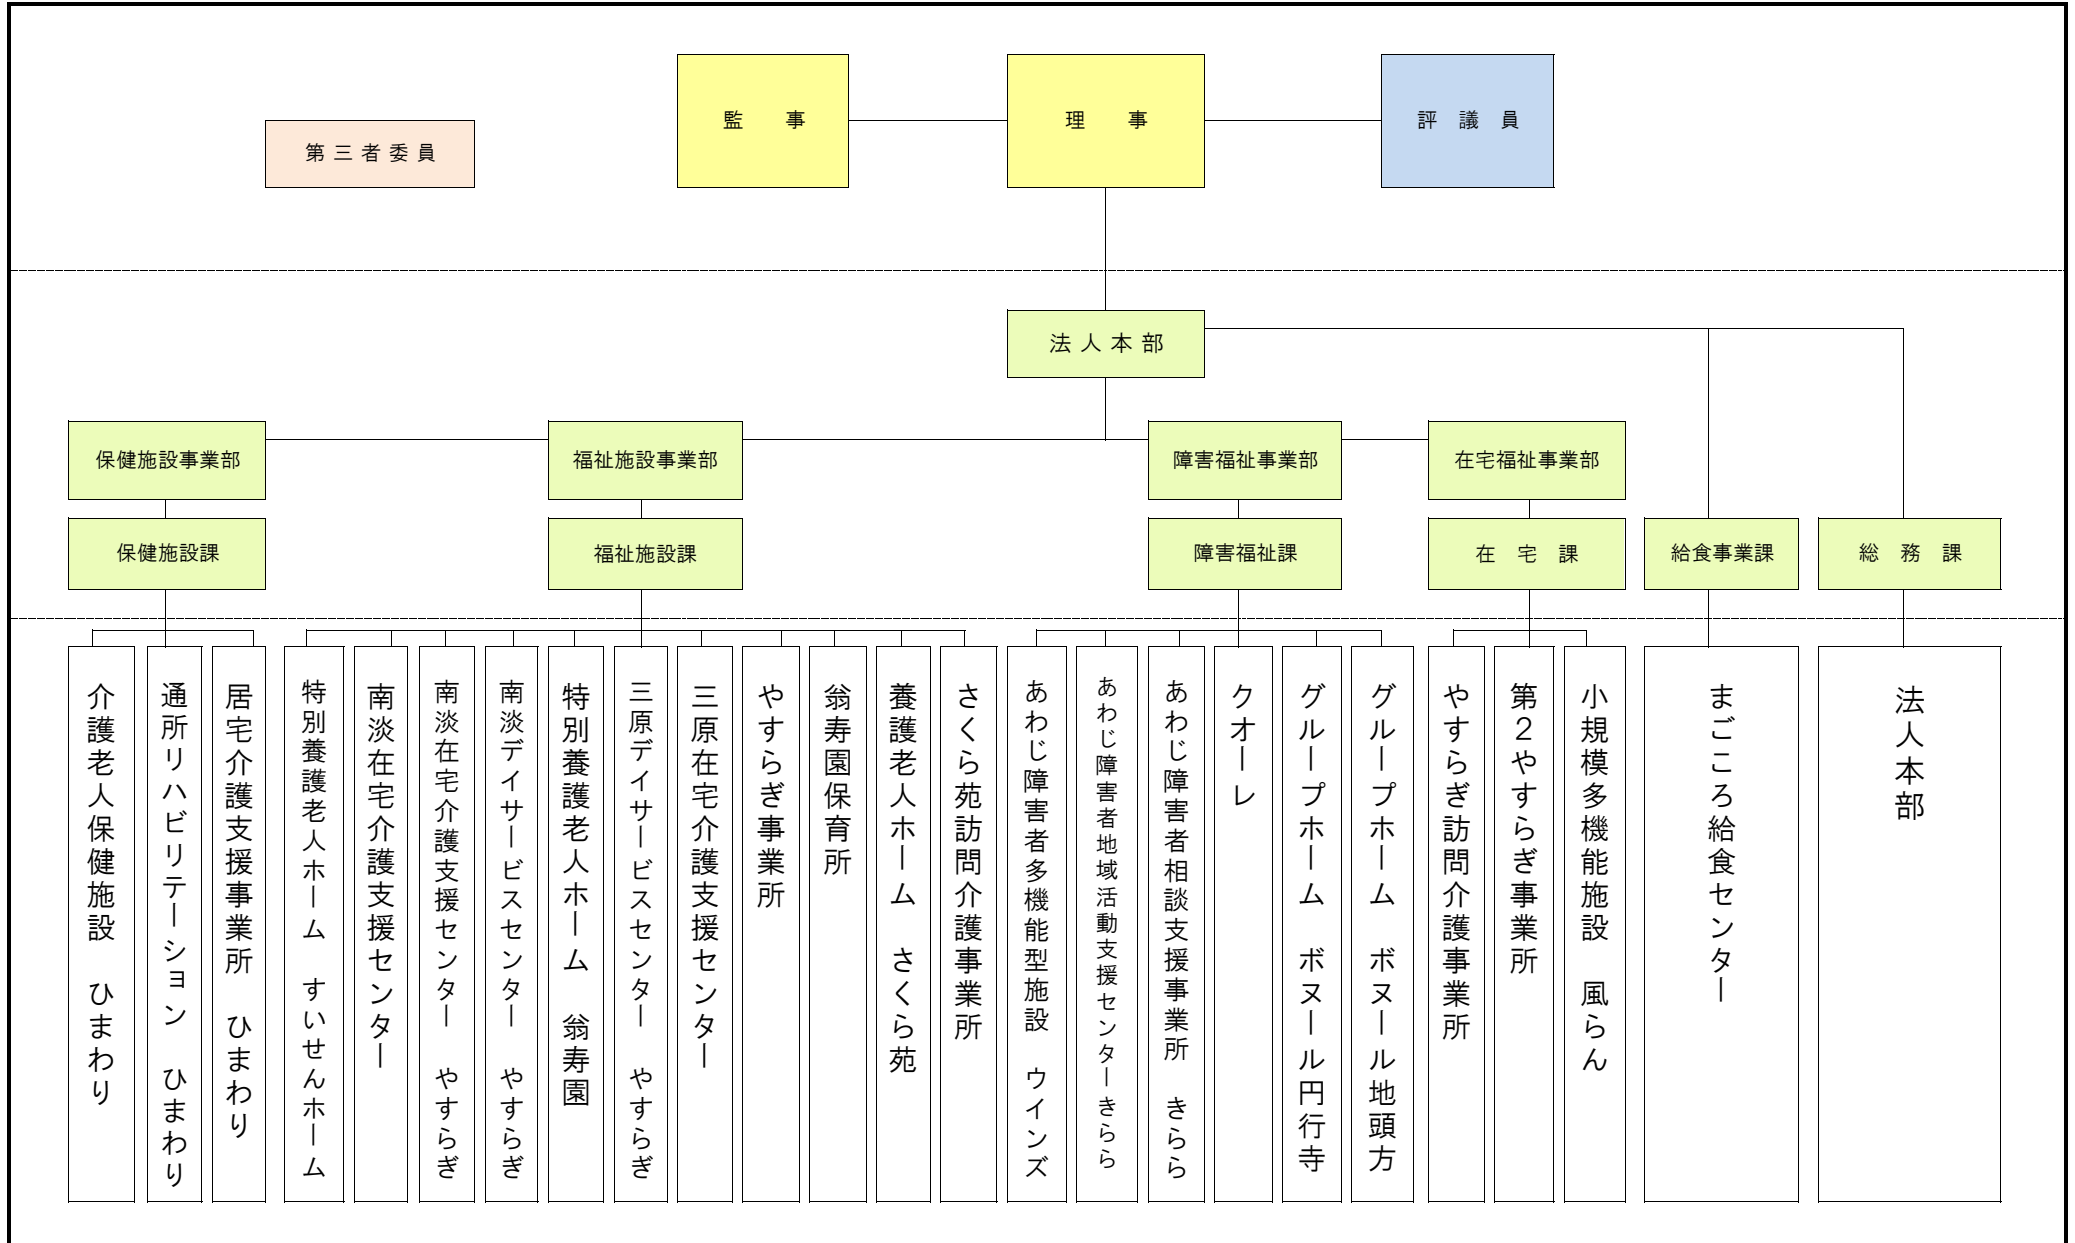 監　事
理　事
評　議　員
第三者委員
法人本部
保健施設事業部
福祉施設事業部
障害福祉事業部
在宅福祉事業部
保健施設課
福祉施設課
障害福祉課
在　宅　課
給食事業課
総　務　課
介護老人保健施設　ひまわり
通所リハビリテーション　ひまわり
居宅介護支援事業所　ひまわり
特別養護老人ホーム　すいせんホーム
南淡在宅介護支援センター
南淡在宅介護支援センター　やすらぎ
南淡デイサービスセンター　やすらぎ
特別養護老人ホーム　翁寿園
三原デイサービスセンター　やすらぎ
三原在宅介護支援センター
やすらぎ事業所
翁寿園保育所
養護老人ホーム　さくら苑
さくら苑訪問介護事業所
あわじ障害者多機能型施設　ウインズ
あわじ障害者地域活動支援センターきらら
あわじ障害者相談支援事業所　きらら
クオーレ
グループホーム　ボヌール円行寺
グループホーム　ボヌール地頭方
やすらぎ訪問介護事業所
第２やすらぎ事業所
小規模多機能施設　風らん
まごころ給食センター
法人本部